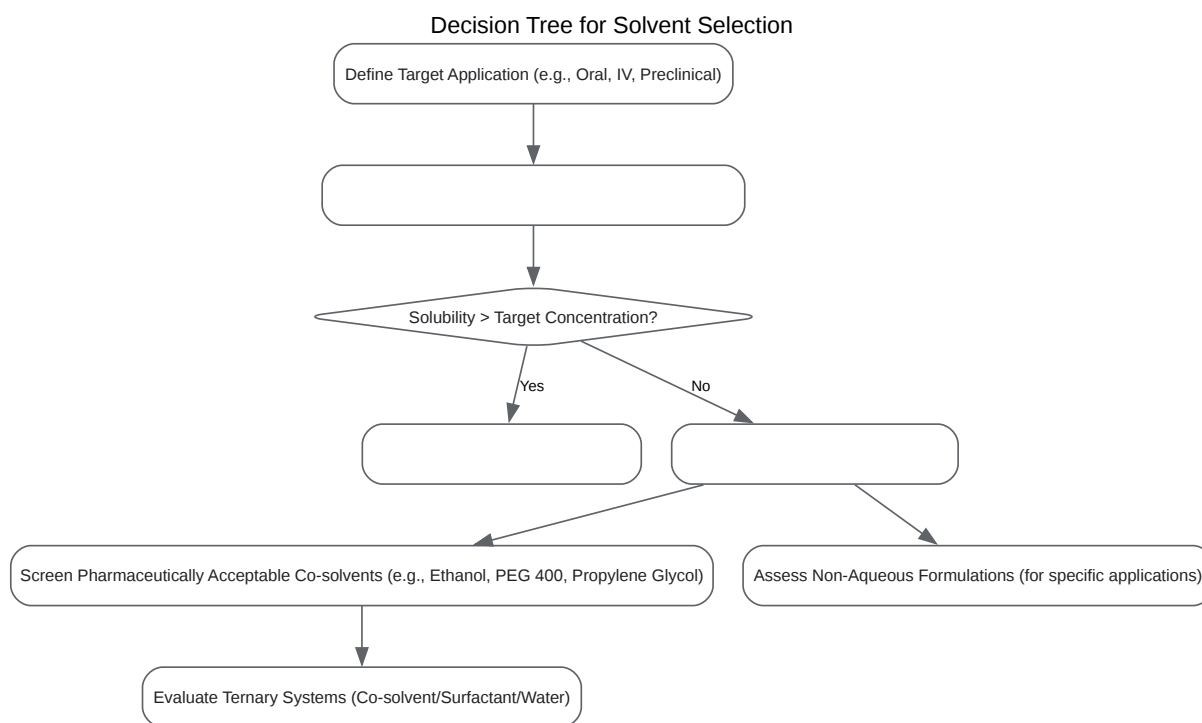 Decision Tree for Solvent Selection
Define Target Application (e.g., Oral, IV, Preclinical)
Solubility > Target Concentration?
Yes
No
Screen Pharmaceutically Acceptable Co-solvents (e.g., Ethanol, PEG 400, Propylene Glycol)
Assess Non-Aqueous Formulations (for specific applications)
Evaluate Ternary Systems (Co-solvent/Surfactant/Water)